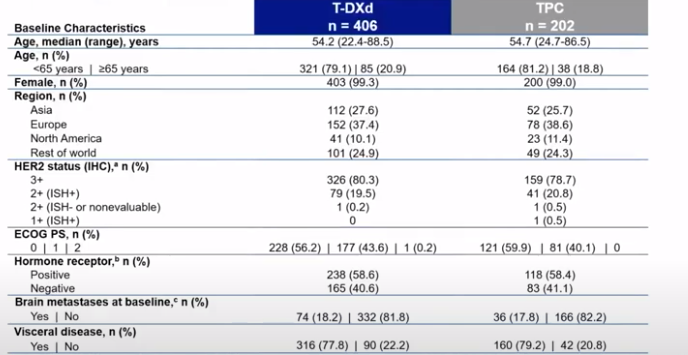 T-DXd TPC
n = 406 n = 202
Baseline Characteristics
Age, median (range), years 54.2 (22.4-88.5) 54.7 (24.7-86.5)
Age, n (%)
<65 years | ≥65 years 321 (79.1) | 85 (20.9) 164 (81.2) | 38 (18.8)
Female, n (%) 403 (99.3) 200 (99.0)
Region, n (%)
Asia 112 (27.6) 52 (25.7)
Europe 152 (37.4) 78 (38.6)
North America 41 (10.1) 23 (11.4)
Rest of world 101 (24.9) 49 (24.3)
HER2 status (IHC),ᵃ n (%)
3+ 326 (80.3) 159 (78.7)
2+ (ISH+) 79 (19.5) 41 (20.8)
2+ (ISH- or nonevaluable) 1 (0.2) 1 (0.5)
1+ (ISH+) 0 1 (0.5)
ECOG PS, n (%)
0 | 1 | 2 228 (56.2) | 177 (43.6) | 1 (0.2) 121 (59.9) | 81 (40.1) | 0
Hormone receptor,ᵇ n (%)
Positive 238 (58.6) 118 (58.4)
Negative 165 (40.6) 83 (41.1)
Brain metastases at baseline,ᶜ n (%)
Yes | No 74 (18.2) | 332 (81.8) 36 (17.8) | 166 (82.2)
Visceral disease, n (%)
Yes | No 316 (77.8) | 90 (22.2) 160 (79.2) | 42 (20.8)